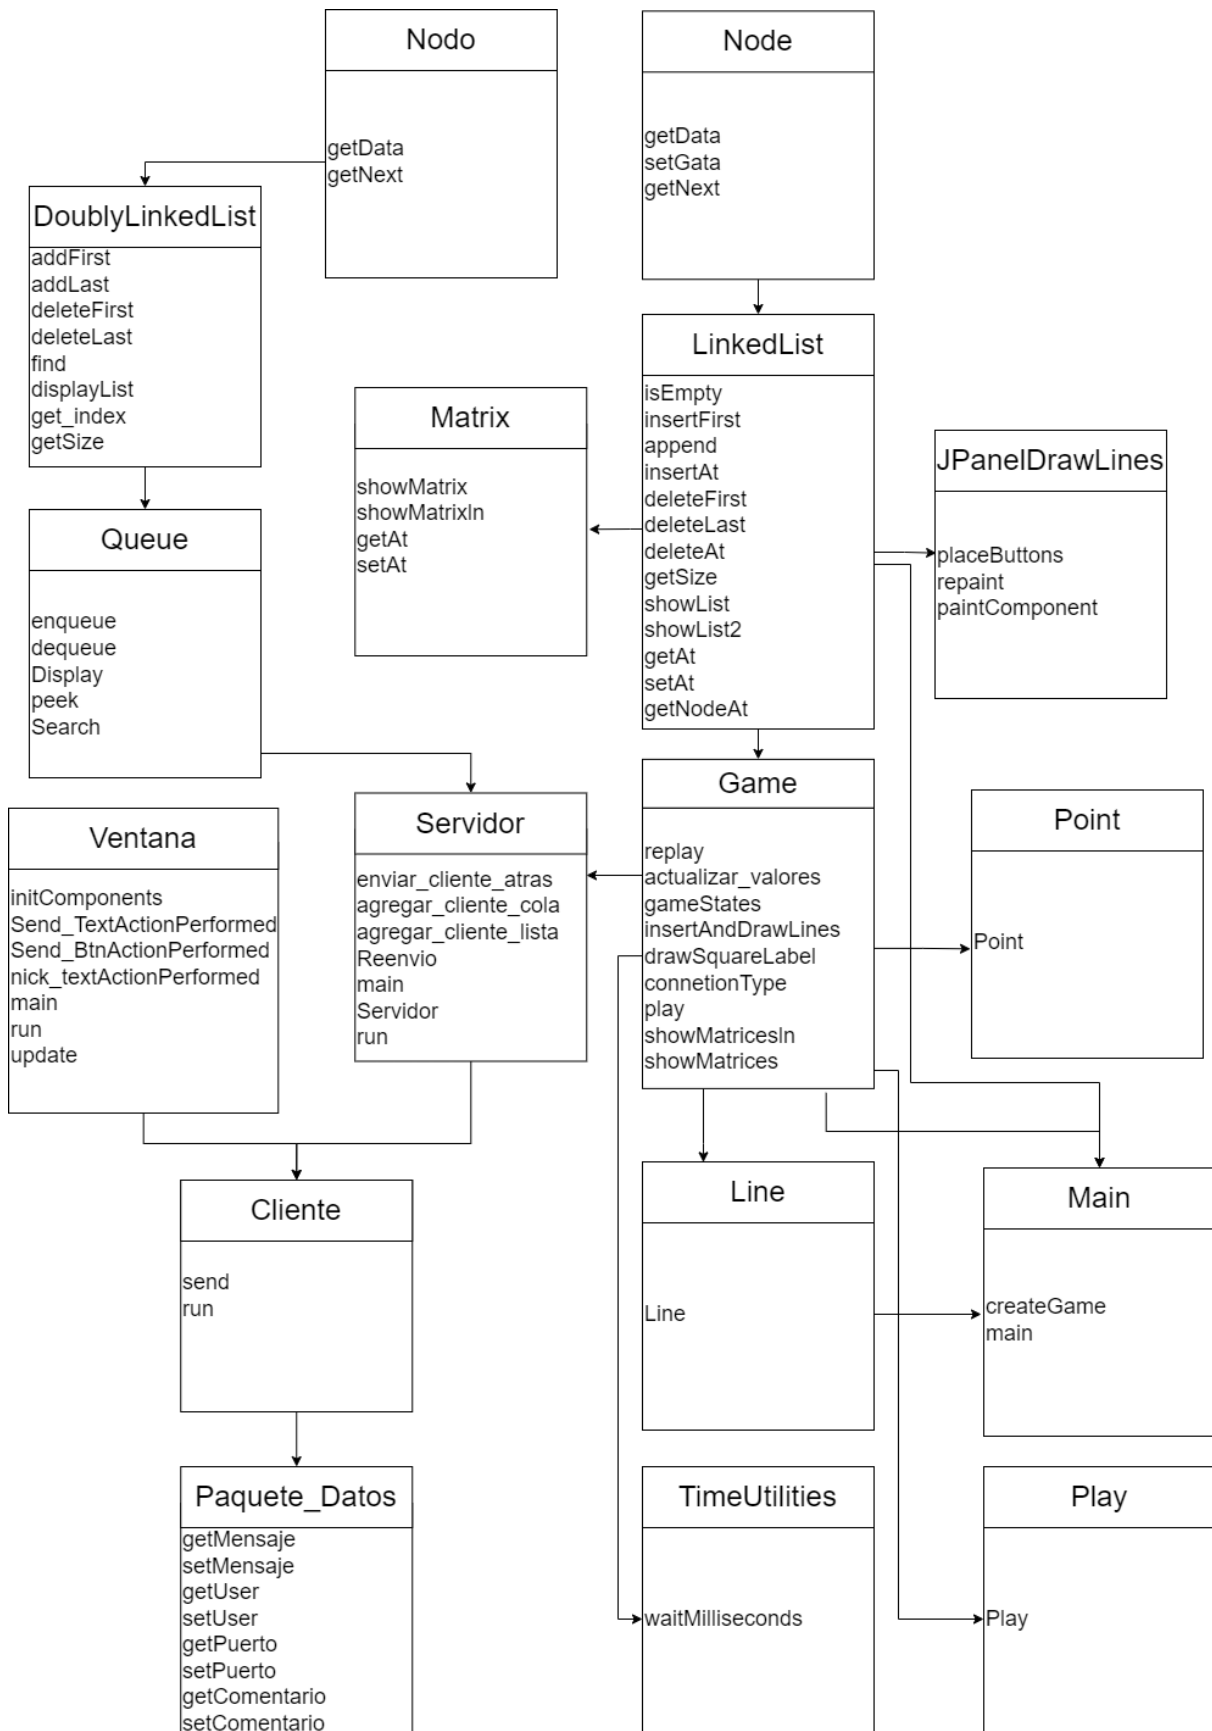 Nodo
getData
getNext
Node
getData
setGata
getNext
DoublyLinkedList
addFirst
addLast
deleteFirst
deleteLast
find
displayList
get_index
getSize
LinkedList
isEmpty
insertFirst
append
insertAt
deleteFirst
deleteLast
deleteAt
getSize
showList
showList2
getAt
setAt
getNodeAt
Matrix
showMatrix
showMatrixln
getAt
setAt
JPanelDrawLines
placeButtons
repaint
paintComponent
Queue
enqueue
dequeue
Display
peek
Search
Game
replay
actualizar_valores
gameStates
insertAndDrawLines
drawSquareLabel
connetionType
play
showMatricesln
showMatrices
Ventana
initComponents
Send_TextActionPerformed
Send_BtnActionPerformed
nick_textActionPerformed
main
run
update
Servidor
enviar_cliente_atras
agregar_cliente_cola
agregar_cliente_lista
Reenvio
main
Servidor
run
Point
Point
Cliente
send
run
Line
Line
Main
createGame
main
Paquete_Datos
getMensaje
setMensaje
getUser
setUser
getPuerto
setPuerto
getComentario
setComentario
TimeUtilities
waitMilliseconds
Play
Play